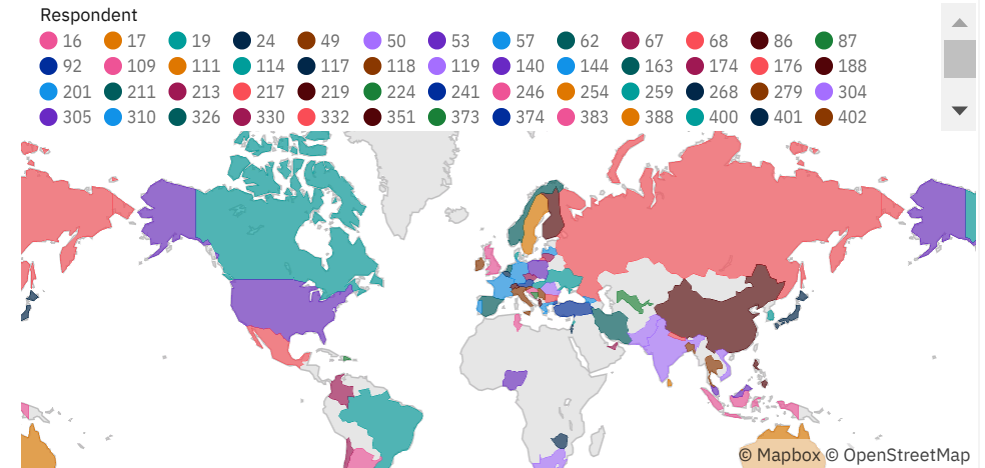 Respondent
16 17 19 24 49 50 53 57 62 67 68 86 87
92 109 111 114 117 118 119 140 144 163 174 176 188
201 211 213 217 219 224 241 246 254 259 268 279 304
305 310 326 330 332 351 373 374 383 388 400 401 402
© Mapbox © OpenStreetMap